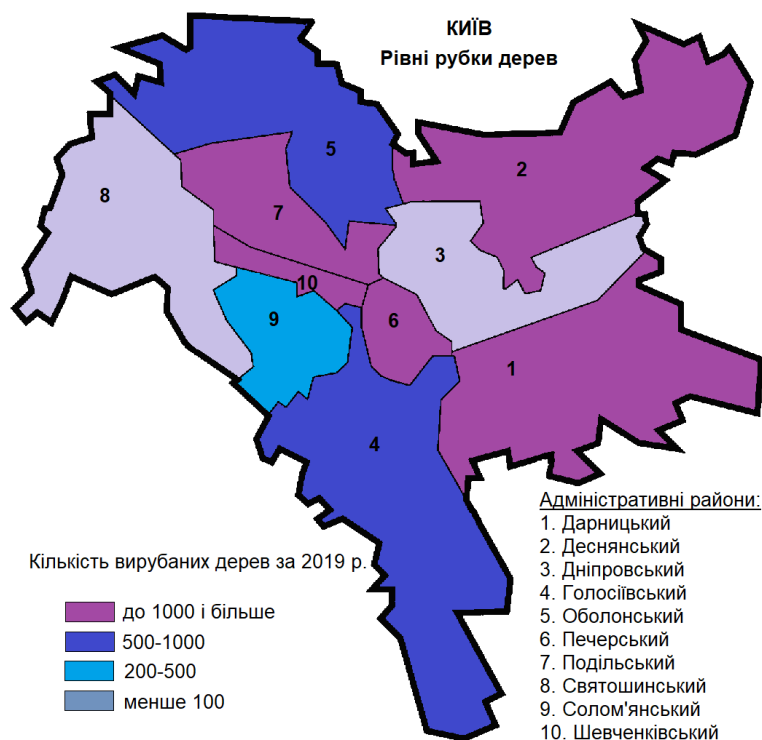 КИЇВ
Рівні рубки дерев
5
2
8
7
3
10
9
6
1
4
Адміністративні райони:
1. Дарницький
2. Деснянський
3. Дніпровський
4. Голосіївський
5. Оболонський
6. Печерський
7. Подільський
8. Святошинський
9. Солом'янський
10. Шевченківський
Кількість вирубаних дерев за 2019 р.
до 1000 і більше
500-1000
200-500
менше 100